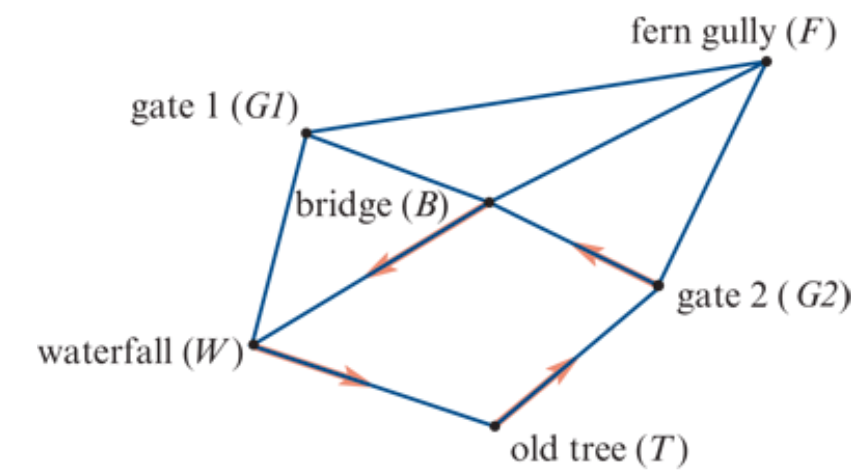 fern gully (F)
gate 1 (G1)
bridge (B)
gate 2 ( G2)
waterfall (W)
old tree (T)